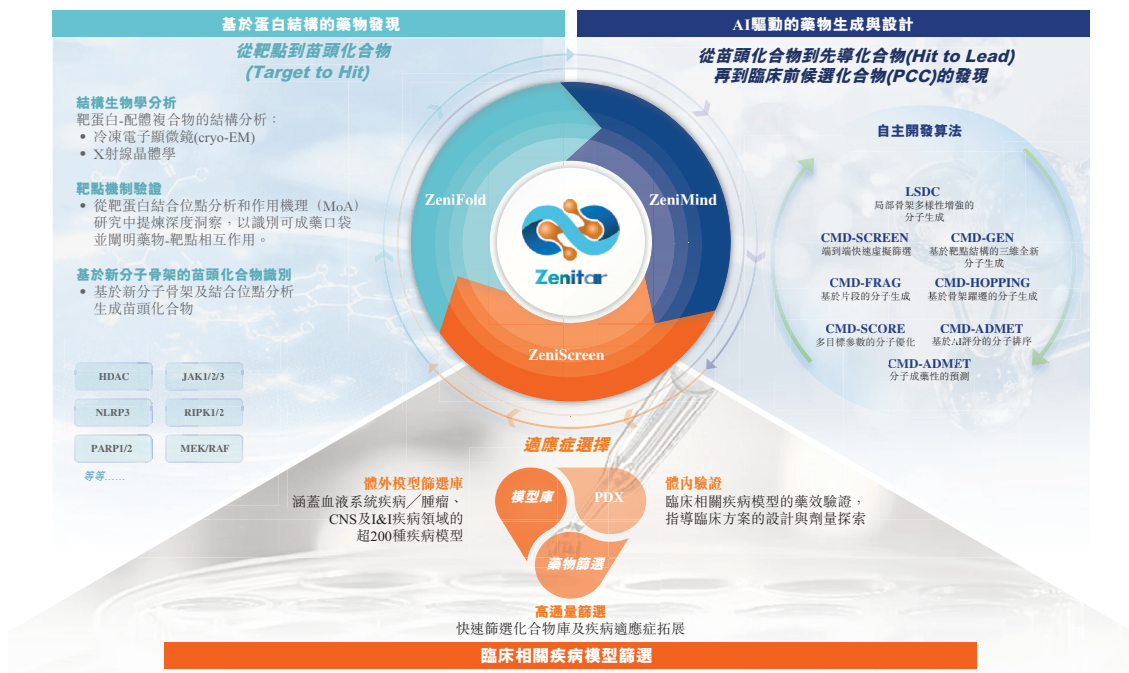 基於蛋白結構的藥物發現
從靶點到苗頭化合物
(Target to Hit)
結構生物學分析
靶蛋白-配體複合物的結構分析：
• 冷凍電子顯微鏡(cryo-EM)
• X射線晶體學
靶點機制驗證
• 從靶蛋白結合位點分析和作用機理（MoA）
研究中提煉深度洞察，以識別可成藥口袋
並闡明藥物-靶點相互作用。
基於新分子骨架的苗頭化合物識別
• 基於新分子骨架及結合位點分析
生成苗頭化合物
HDAC
JAK1/2/3
NLRP3
RIPK1/2
PARP1/2
MEK/RAF
等等......
ZeniFold
ZeniMind
Zenitar
ZeniScreen
AI驅動的藥物生成與設計
從苗頭化合物到先導化合物(Hit to Lead)
再到臨床前候選化合物(PCC)的發現
自主開發算法
LSDC
局部骨架多樣性增強的
分子生成
CMD-SCREEN
端到端快速虛擬篩選
CMD-GEN
基於靶點結構的三維全新
分子生成
CMD-FRAG
基於片段的分子生成
CMD-HOPPING
基於骨架躍遷的分子生成
CMD-SCORE
多目標參數的分子優化
CMD-ADMET
基於AI評分的分子排序
CMD-ADMET
分子成藥性的預測
適應症選擇
體外模型篩選庫
涵蓋血液系統疾病／腫瘤、
CNS及I&I疾病領域的
超200種疾病模型
模型庫
PDX
藥物篩選
體內驗證
臨床相關疾病模型的藥效驗證，
指導臨床方案的設計與劑量探索
高通量篩選
快速篩選化合物庫及疾病適應症拓展
臨床相關疾病模型篩選